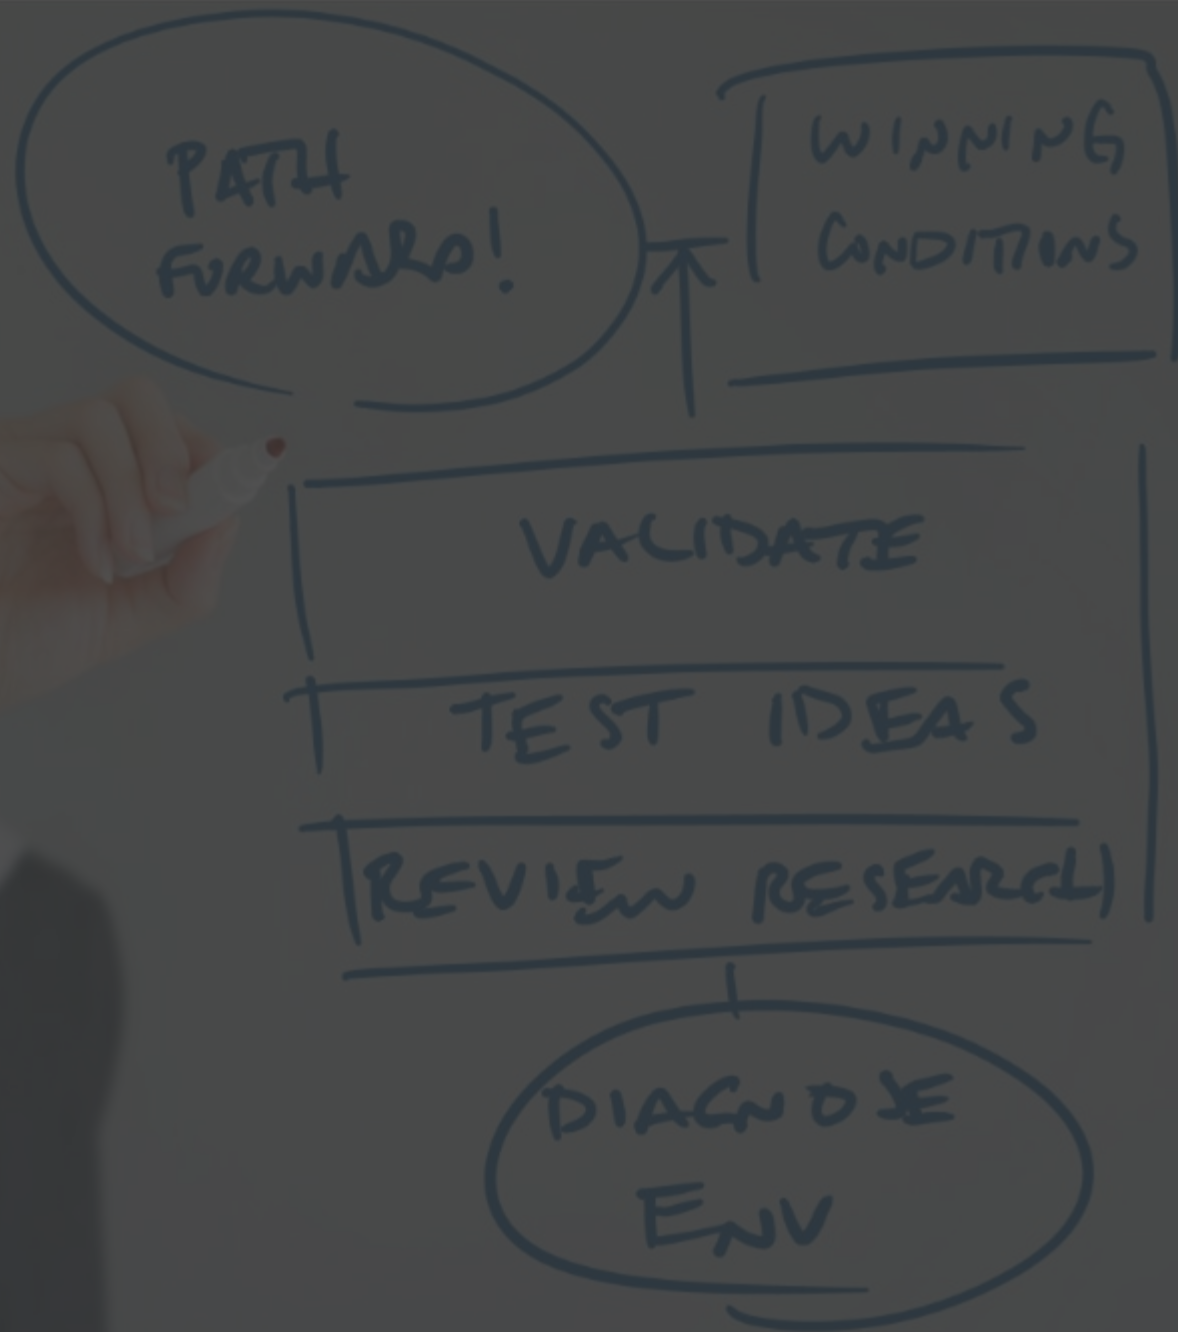 PATH
FORWARD!
WINNING
CONDITIONS
VALIDATE
TEST IDEAS
REVIEW RESEARCH
DIAGNOSE
ENV